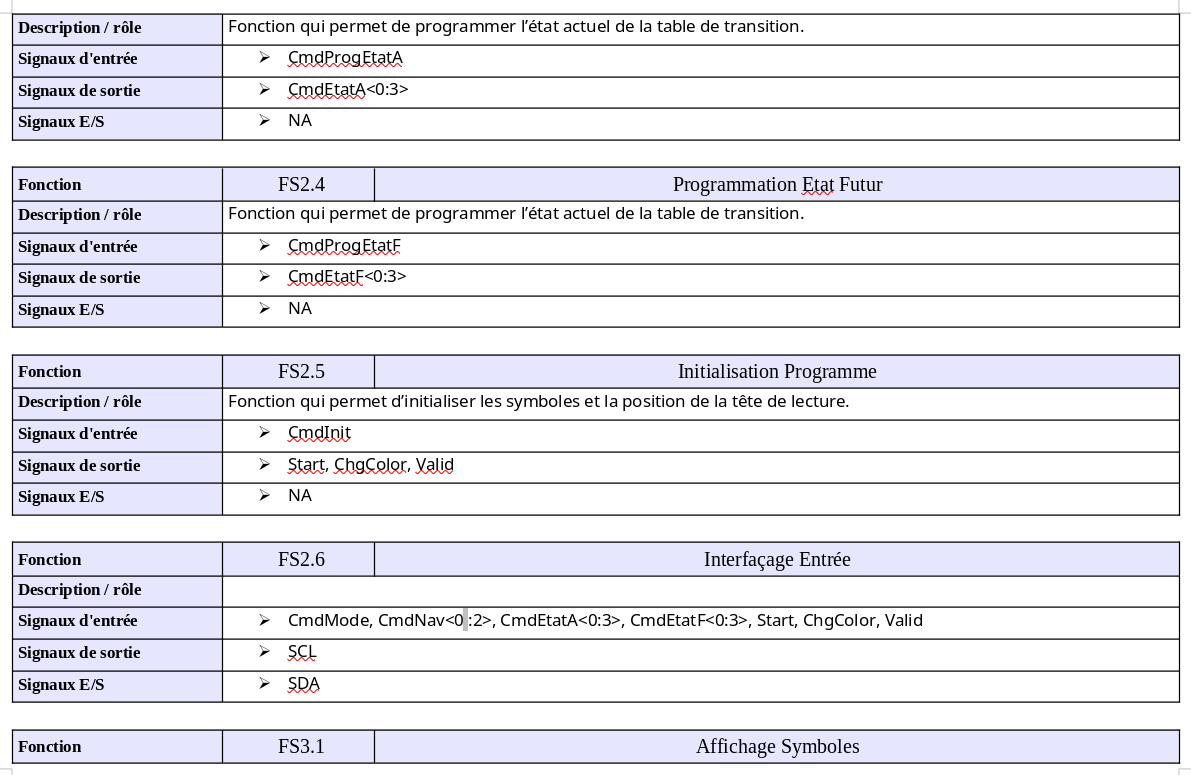 Description / rôle Fonction qui permet de programmer l’état actuel de la table de transition.
Signaux d'entrée ➢ CmdProgEtatA
Signaux de sortie ➢ CmdEtatA<0:3>
Signaux E/S ➢ NA
Fonction FS2.4 Programmation Etat Futur
Description / rôle Fonction qui permet de programmer l’état actuel de la table de transition.
Signaux d'entrée ➢ CmdProgEtatF
Signaux de sortie ➢ CmdEtatF<0:3>
Signaux E/S ➢ NA
Fonction FS2.5 Initialisation Programme
Description / rôle Fonction qui permet d’initialiser les symboles et la position de la tête de lecture.
Signaux d'entrée ➢ CmdInit
Signaux de sortie ➢ Start, ChgColor, Valid
Signaux E/S ➢ NA
Fonction FS2.6 Interfaçage Entrée
Description / rôle
Signaux d'entrée ➢ CmdMode, CmdNav<0 :2>, CmdEtatA<0:3>, CmdEtatF<0:3>, Start, ChgColor, Valid
Signaux de sortie ➢ SCL
Signaux E/S ➢ SDA
Fonction FS3.1 Affichage Symboles